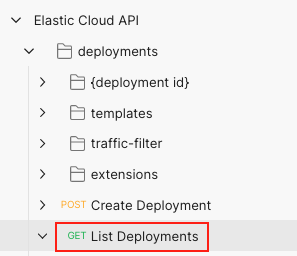 Elastic Cloud API
deployments
{deployment id}
templates
traffic-filter
extensions
POST Create Deployment
GET List Deployments